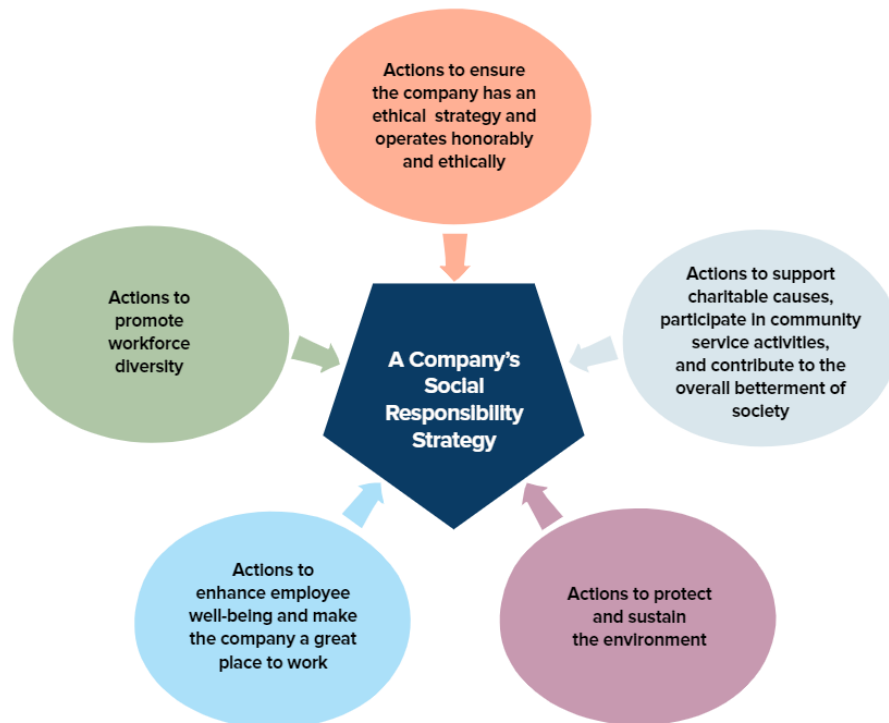 Actions to ensure
the company has an
ethical strategy and
operates honorably
and ethically
Actions to support
charitable causes,
participate in community
service activities,
and contribute to the
overall betterment of
society
Actions to protect
and sustain
the environment
Actions to
enhance employee
well-being and make
the company a great
place to work
Actions to
promote
workforce
diversity
A Company's
Social
Responsibility
Strategy